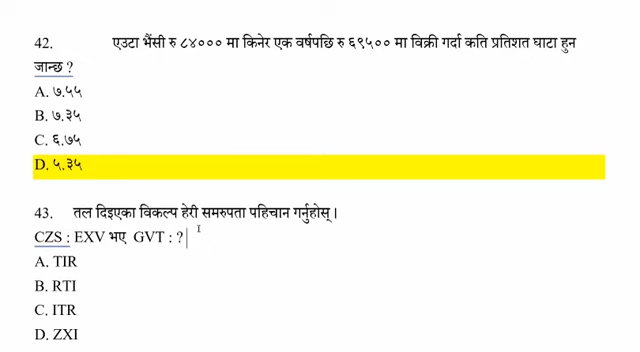 42. एउटा भैंसी रु ८४००० मा किनेर एक वर्षपछि रु ६९५०० मा विक्री गर्दा कति प्रतिशत घाटा हुन
जान्छ ?
A. ७.५५
B. ७.३५
C. ६.७५
D. ५.३५
43. तल दिइएका विकल्प हेरी समरुपता पहिचान गर्नुहोस् ।
CZS : EXV भए GVT : ?
A. TIR
B. RTI
C. ITR
D. ZXI